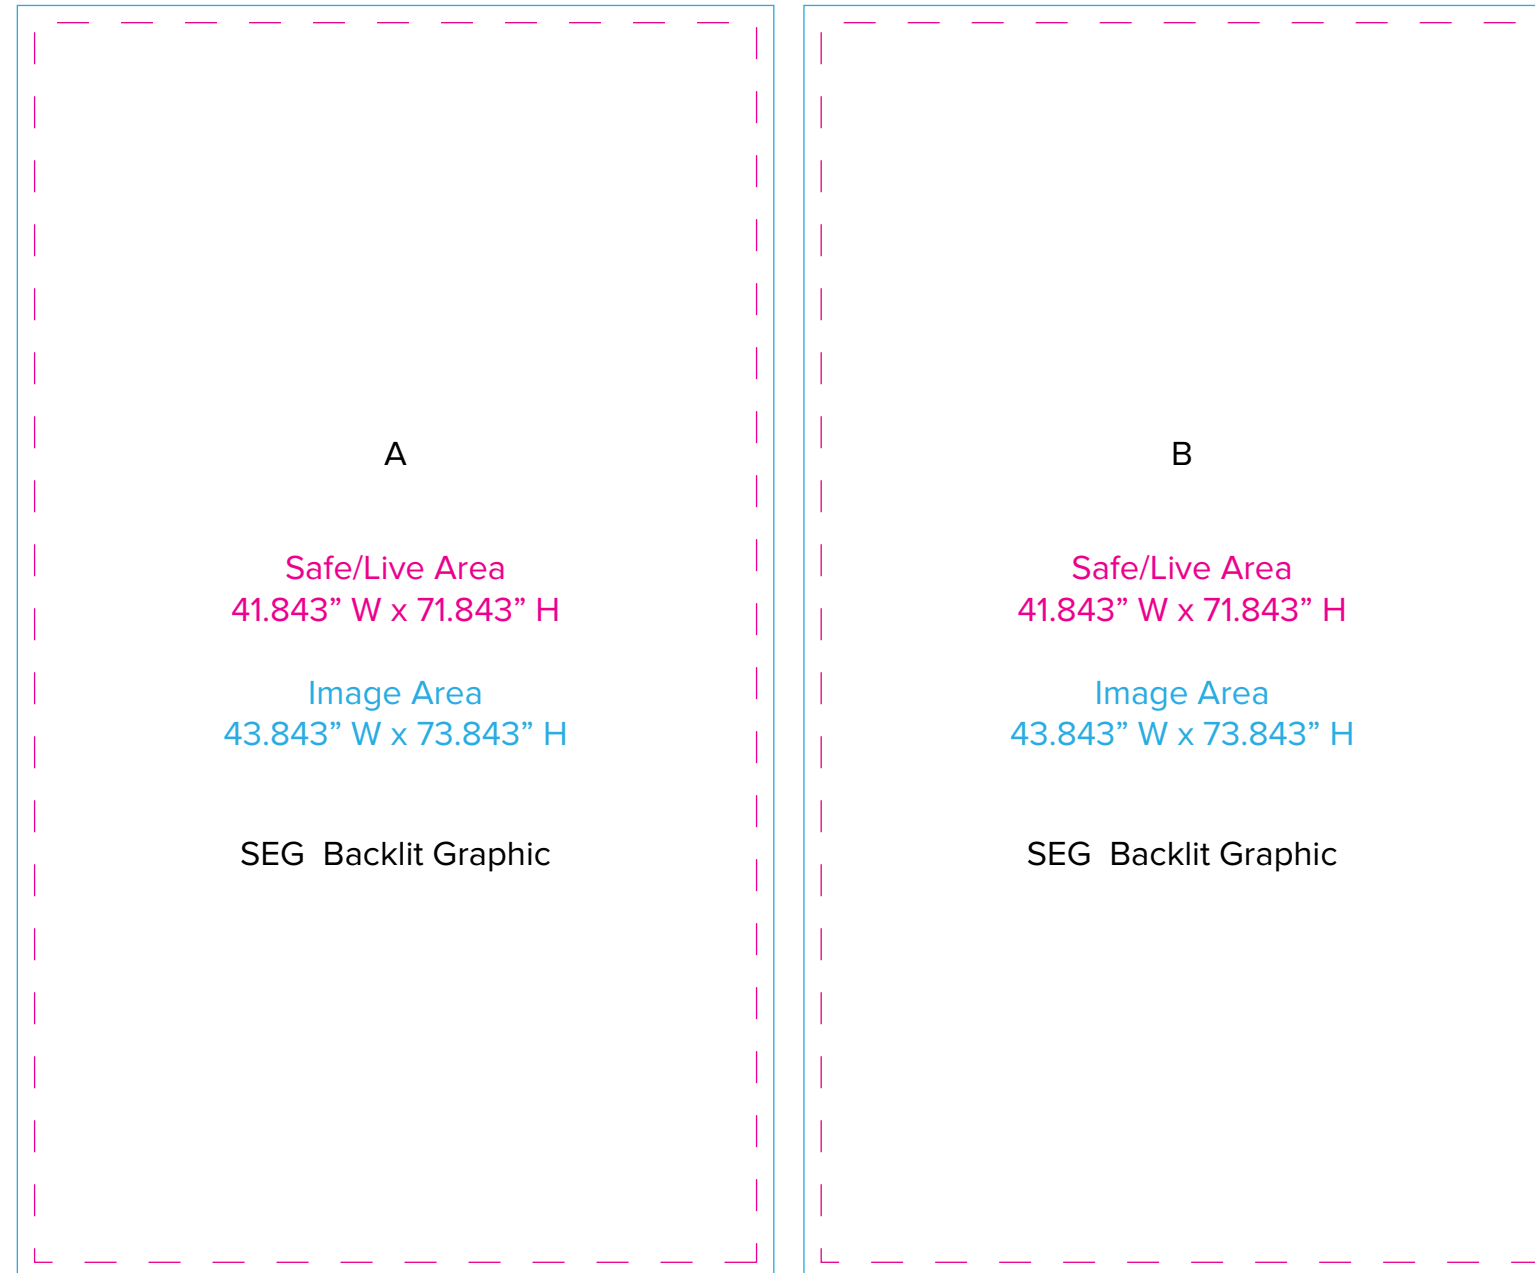 A
Safe/Live Area
41.843” W x 71.843” H
Image Area
43.843” W x 73.843” H
SEG  Backlit Graphic
B
Safe/Live Area
41.843” W x 71.843” H
Image Area
43.843” W x 73.843” H
SEG  Backlit Graphic